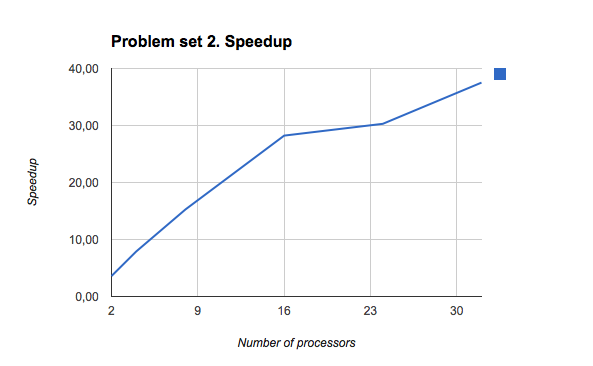 Problem set 2. Speedup
40,00
30,00
20,00
10,00
0,00
Speedup
2 9 16 23 30
Number of processors